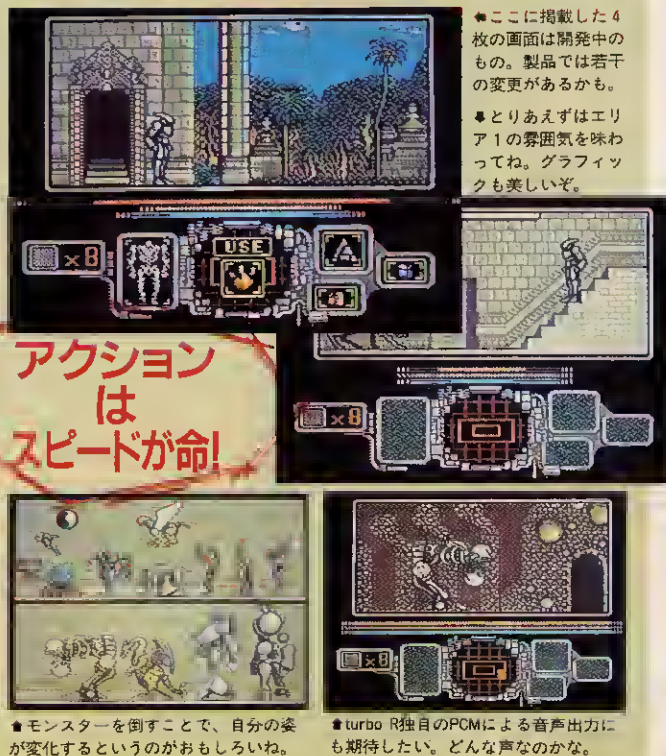 ⬅ここに掲載した4
枚の画面は開発中の
もの。製品では若干
の変更があるかも。
⬇とりあえずはエリ
ア1の雰囲気を味わ
ってね。グラフィッ
クも美しいぞ。
USE
×8
×8
アクション
は
スピードが命!
×8
⬆モンスターを倒すことで、自分の姿
が変化するというのがおもしろいね。
⬆turbo R独自のPCMによる音声出力に
も期待したい。どんな声なのかな。